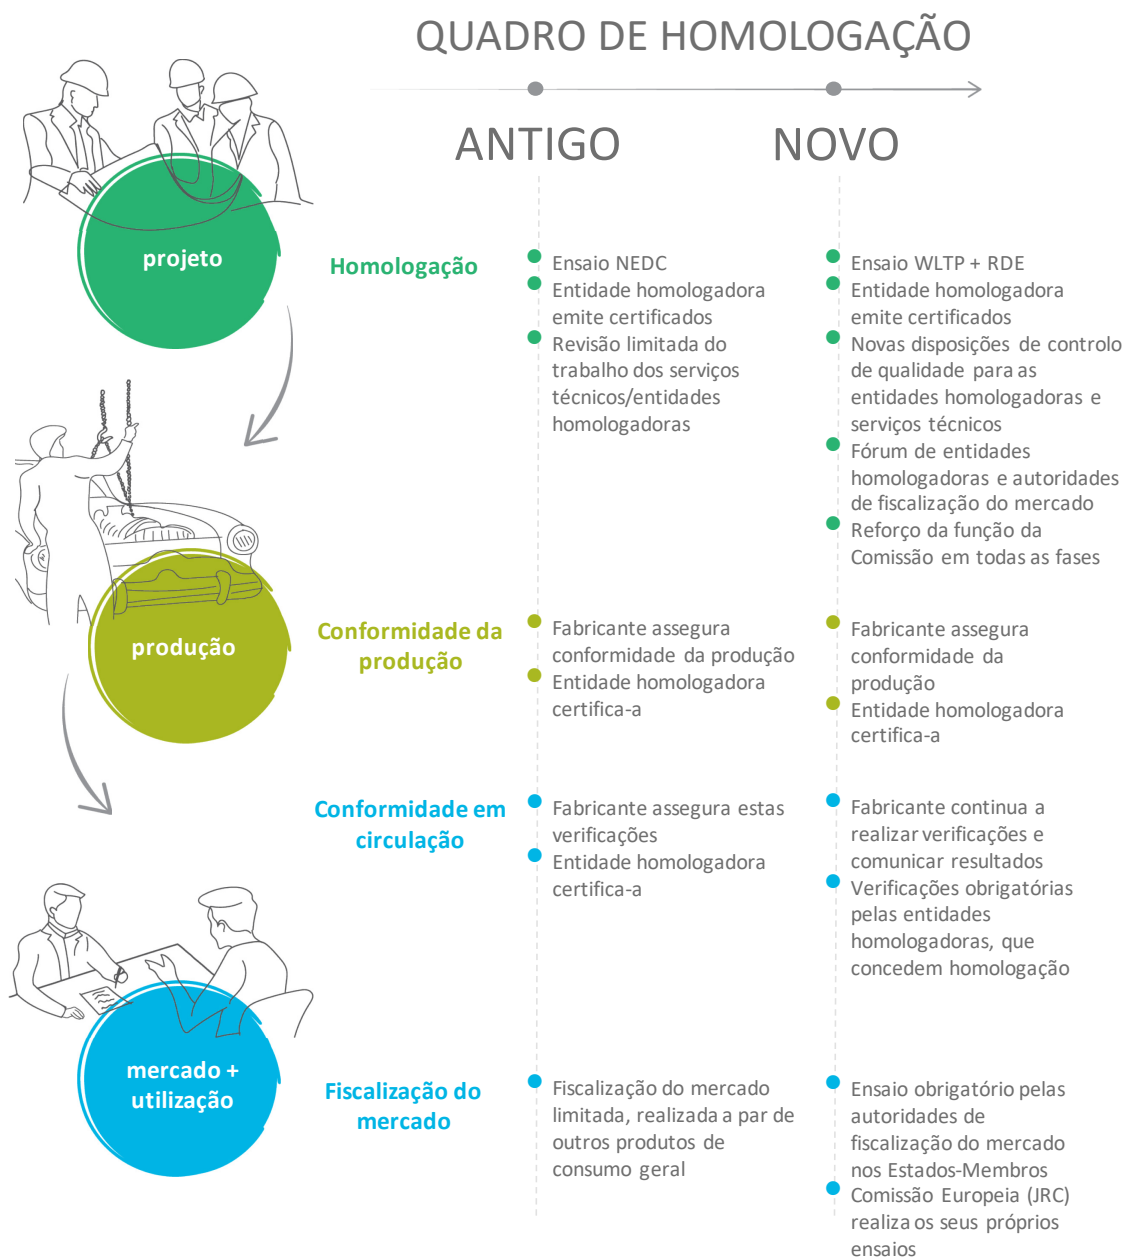 QUADRO DE HOMOLOGAÇÃO
ANTIGO
NOVO
projeto
Homologação
Ensaio NEDC
Entidade homologadora
emite certificados
Revisão limitada do
trabalho dos serviços
técnicos/entidades
homologadoras
Ensaio WLTP + RDE
Entidade homologadora
emite certificados
Novas disposições de controlo
de qualidade para as
entidades homologadoras e
serviços técnicos
Fórum de entidades
homologadoras e autoridades
de fiscalização do mercado
Reforço da função da
Comissão em todas as fases
produção
Conformidade da
produção
Fabricante assegura
conformidade da produção
Entidade homologadora
certifica-a
Fabricante assegura
conformidade da
produção
Entidade homologadora
certifica-a
Conformidade em
circulação
Fabricante assegura estas
verificações
Entidade homologadora
certifica-a
Fabricante continua a
realizar verificações e
comunicar resultados
Verificações obrigatórias
pelas entidades
homologadoras, que
concedem homologação
mercado +
utilização
Fiscalização do
mercado
Fiscalização do mercado
limitada, realizada a par de
outros produtos de
consumo geral
Ensaio obrigatório pelas
autoridades de
fiscalização do mercado
nos Estados-Membros
Comissão Europeia (JRC)
realiza os seus próprios
ensaios